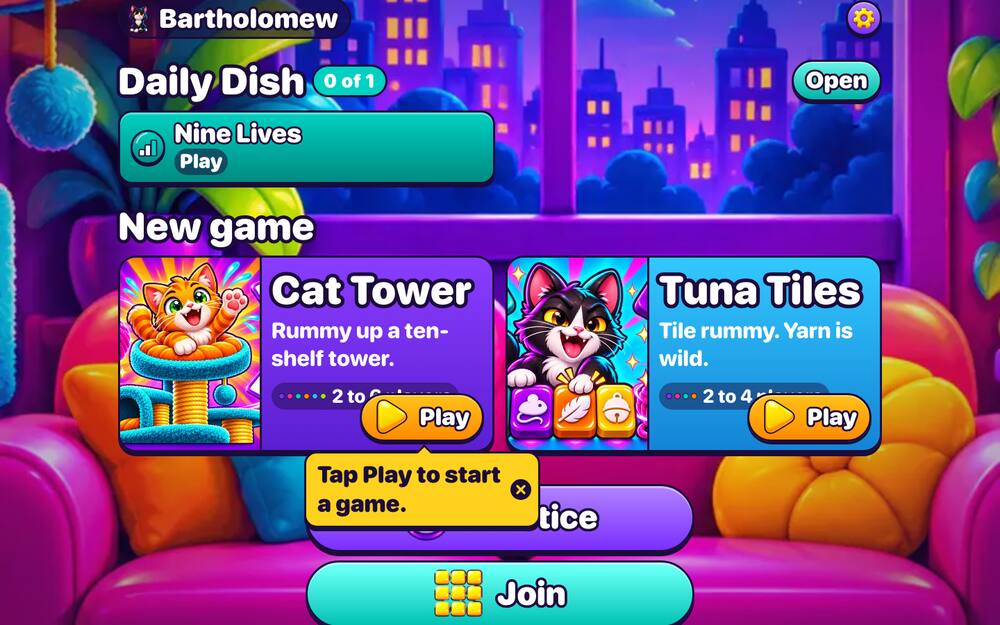 Bartholomew
Daily Dish 0 of 1
Open
Nine Lives
Play
New game
Cat Tower
Rummy up a ten-
shelf tower.
2 to
Play
Tuna Tiles
Tile rummy. Yarn is
wild.
2 to 4
Play
Tap Play to start
a game.
tice
Join